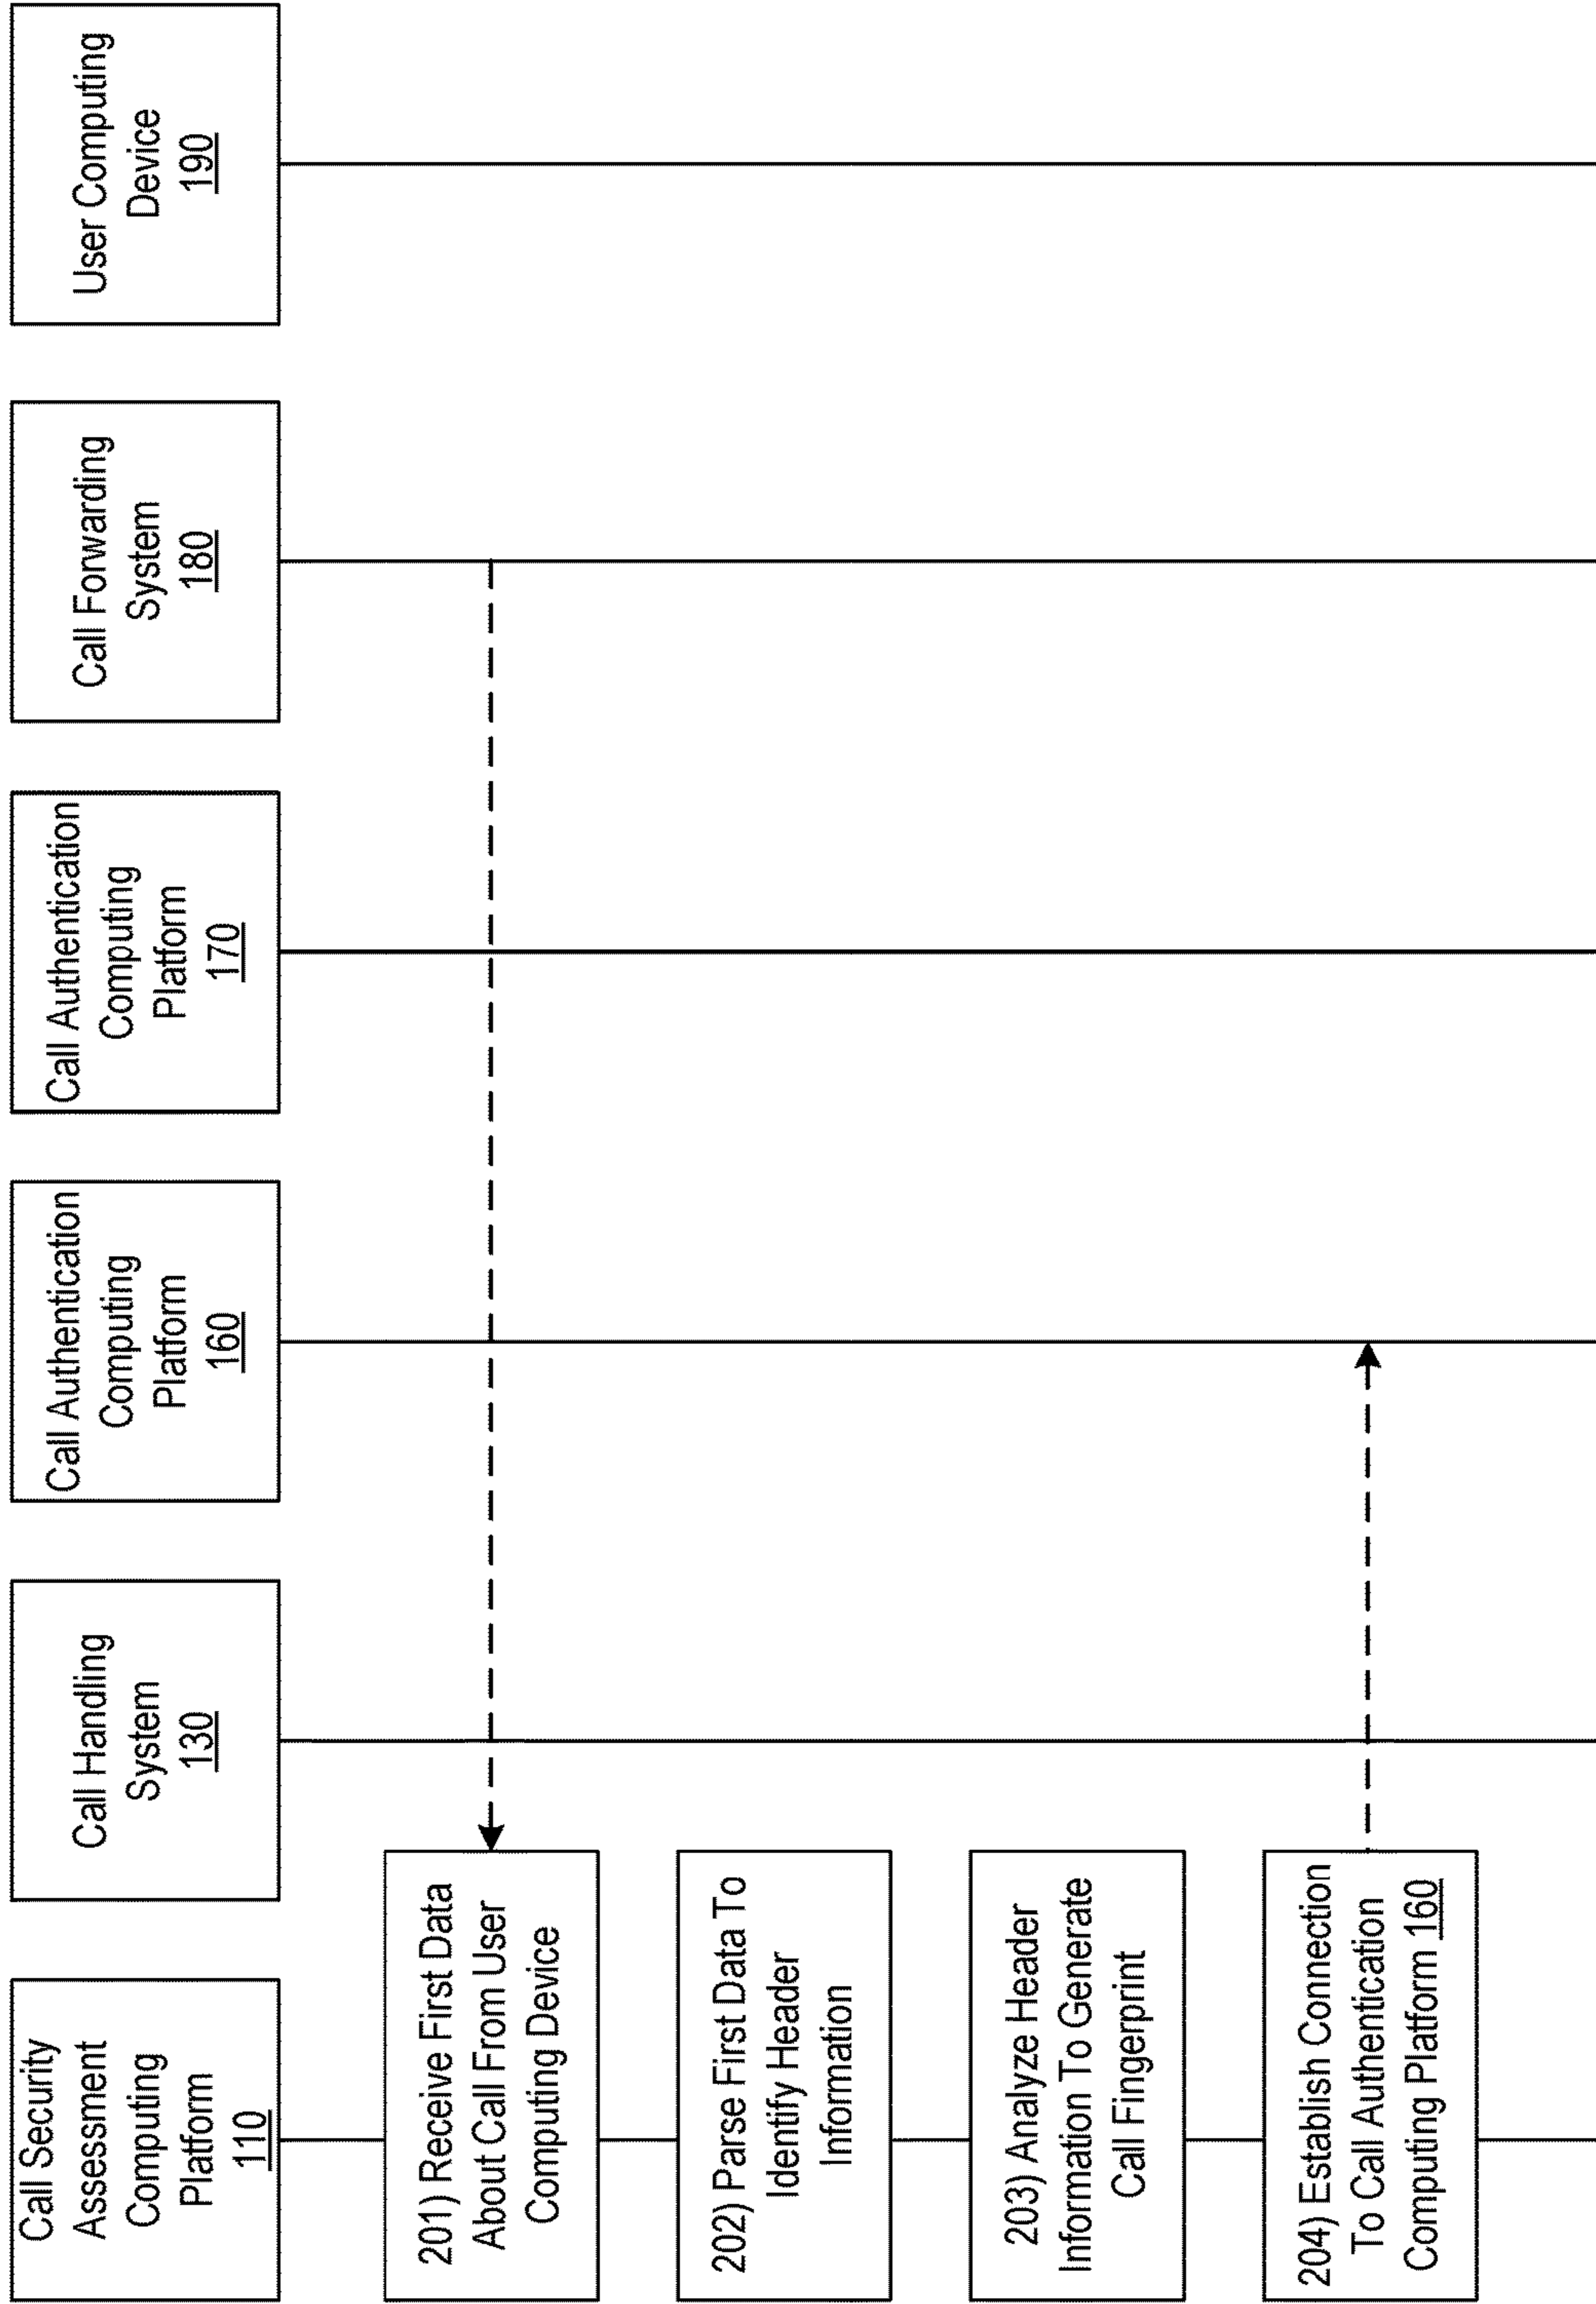 Call Security
Assessment
Computing
Platform
110
Call Handling
System
130
Call Authentication
Computing
Platform
160
Call Authentication
Computing
Platform
170
Call Forwarding
System
180
User Computing
Device
190
201) Receive First Data
About Call From User
Computing Device
202) Parse First Data To
Identify Header
Information
203) Analyze Header
Information To Generate
Call Fingerprint
204) Establish Connection
To Call Authentication
Computing Platform 160